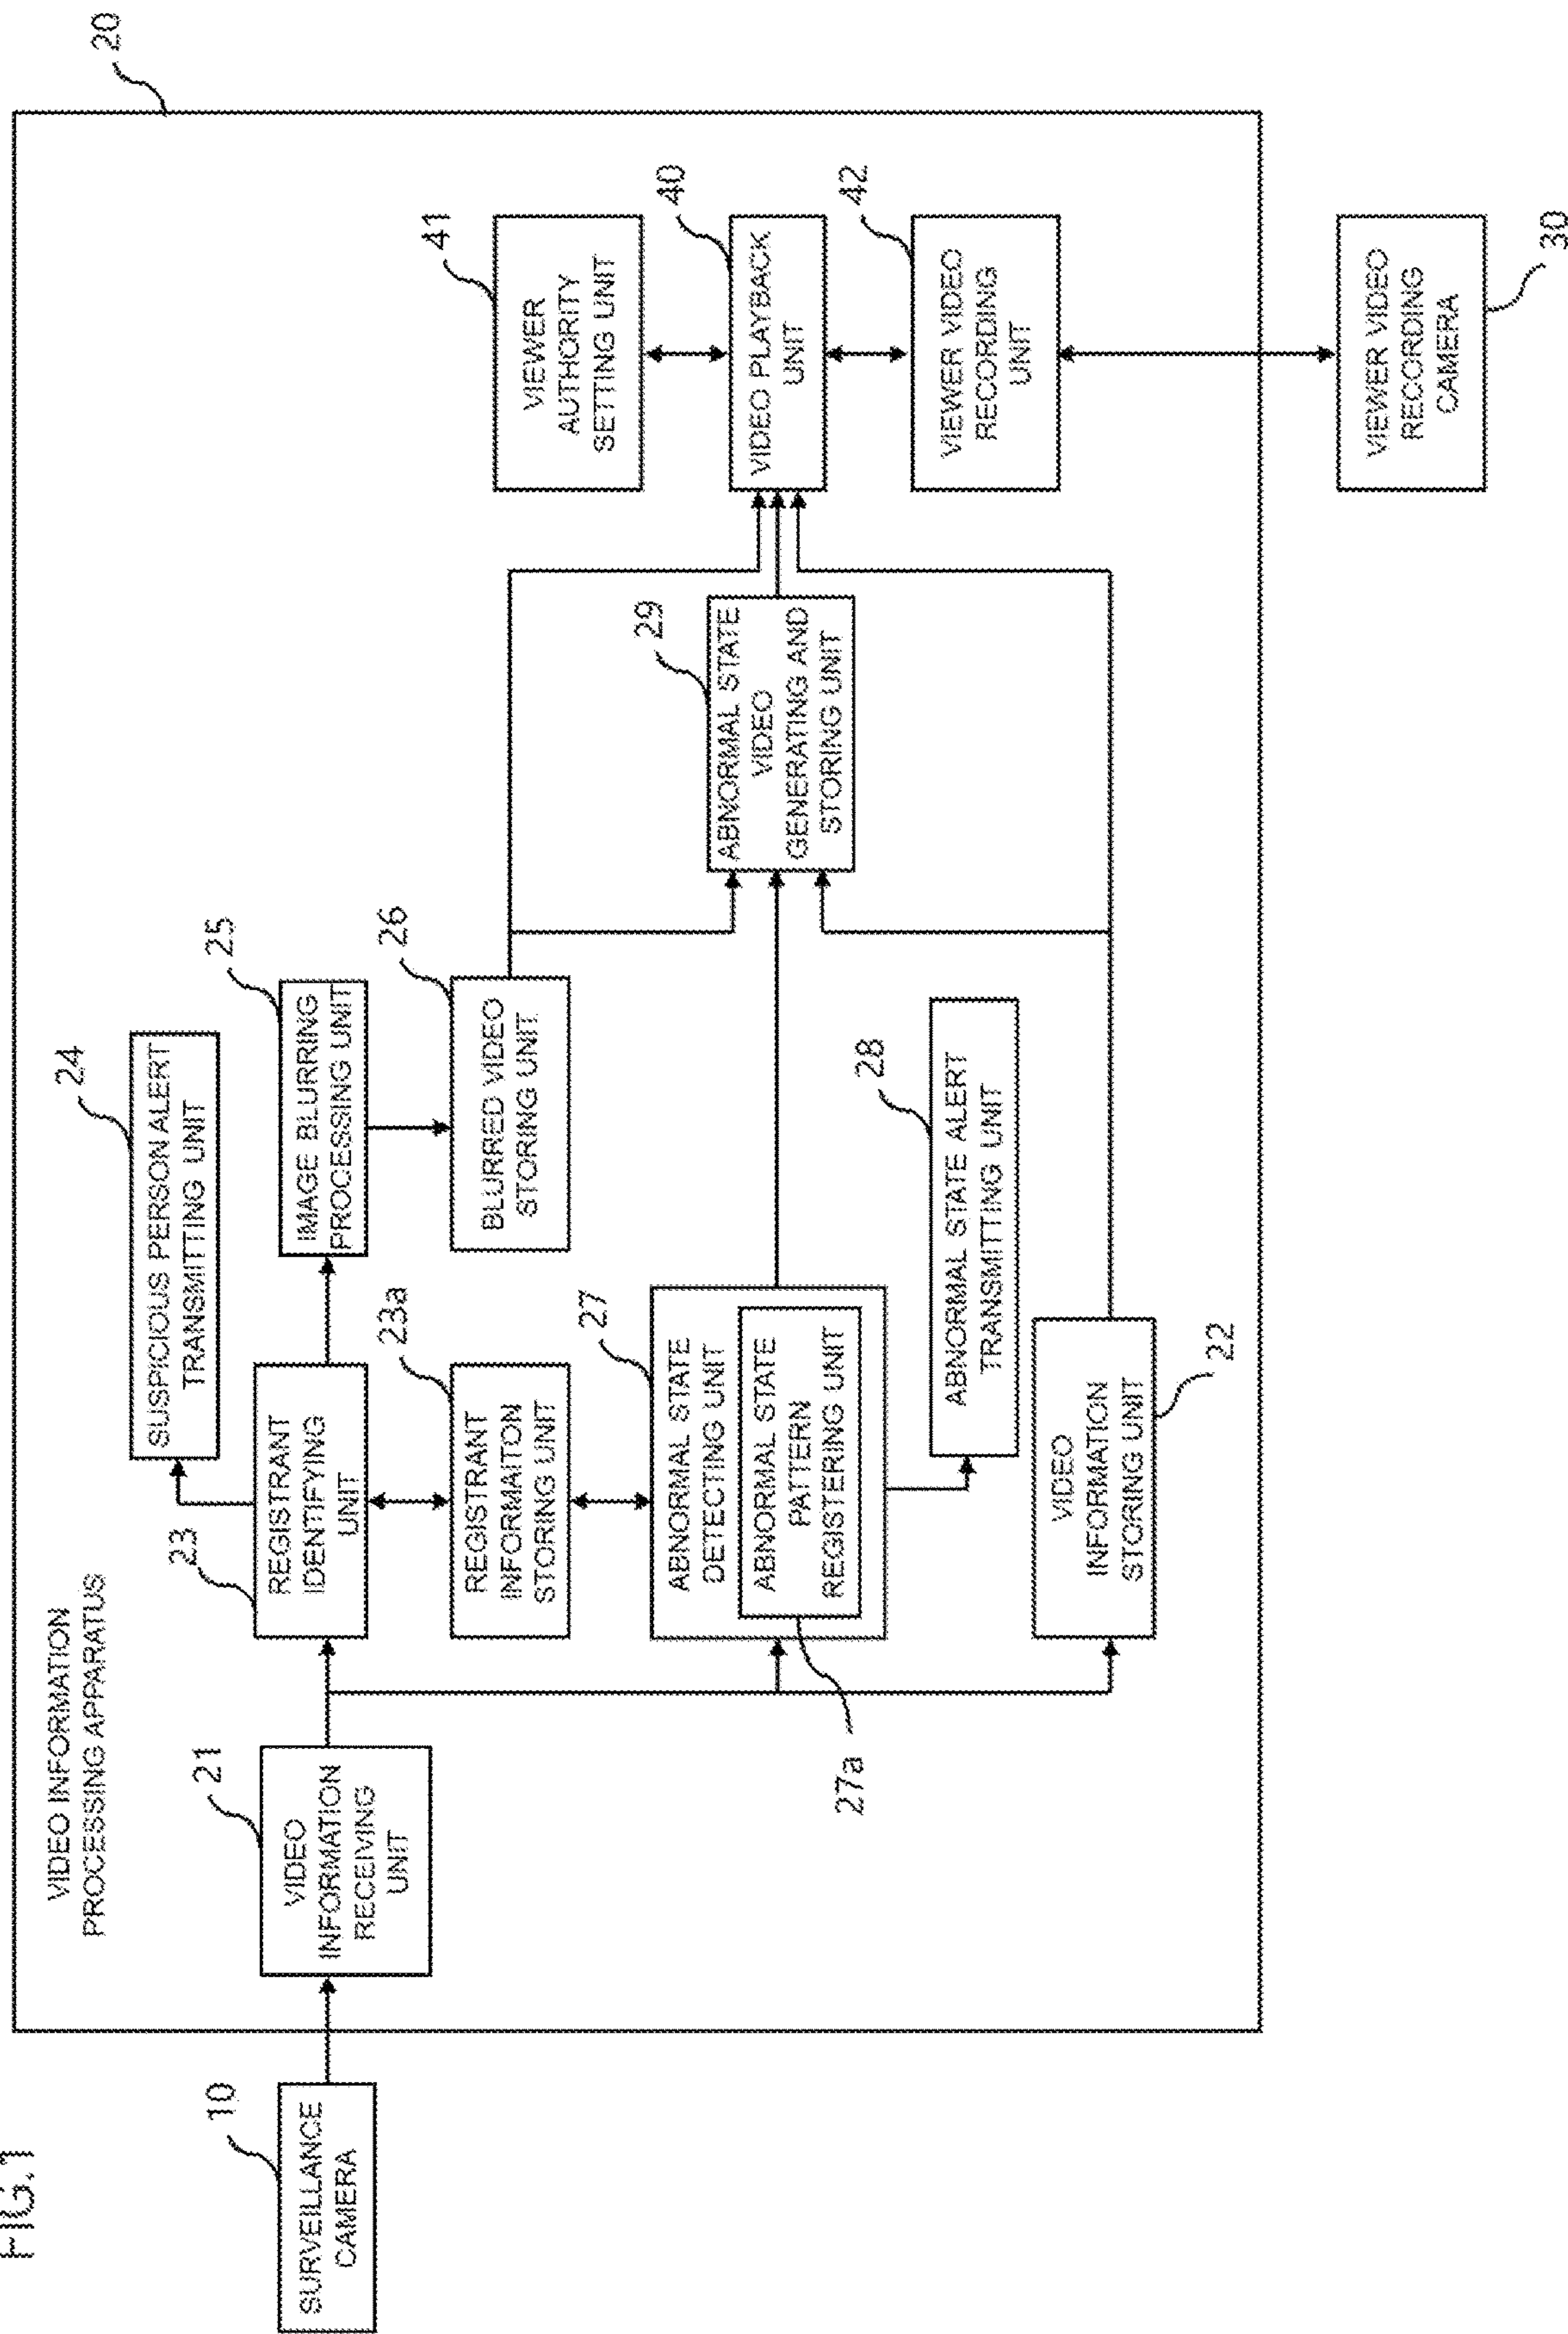 FIG.1
20
VIDEO INFORMATION
PROCESSING APPARATUS
10
SURVEILLANCE
CAMERA
21
VIDEO
INFORMATION
RECEIVING
UNIT
23
REGISTRANT
IDENTIFYING
UNIT
24
SUSPICIOUS PERSON ALERT
TRANSMITTING UNIT
25
IMAGE BLURRING
PROCESSING UNIT
23a
REGISTRANT
INFORMAITON
STORING UNIT
26
BLURRED VIDEO
STORING UNIT
27
ABNORMAL STATE
DETECTING UNIT
ABNORMAL STATE
PATTERN
REGISTERING UNIT
27a
28
ABNORMAL STATE ALERT
TRANSMITTING UNIT
VIDEO
INFORMATION
STORING UNIT
22
29
ABNORMAL STATE
VIDEO
GENERATING AND
STORING UNIT
41
VIEWER
AUTHORITY
SETTING UNIT
40
VIDEO PLAYBACK
UNIT
42
VIEWER VIDEO
RECORDING
UNIT
VIEWER VIDEO
RECORDING
CAMERA
30